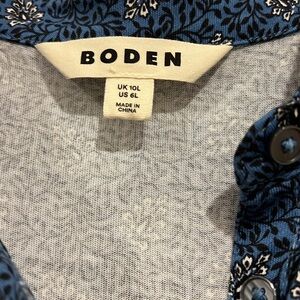 BODEN
UK 10L
US 6L
MADE IN
CHINA